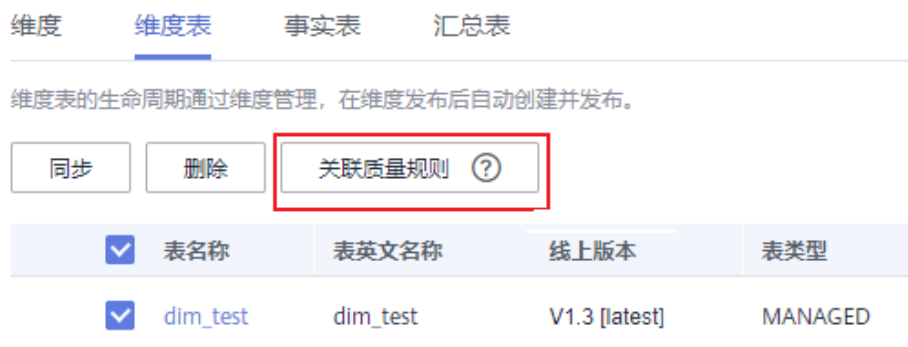 维度 维度表 事实表 汇总表
维度表的生命周期通过维度管理，在维度发布后自动创建并发布。
同步 删除 关联质量规则 ?
表名称 表英文名称 线上版本 表类型
dim_test dim_test V1.3 [latest] MANAGED